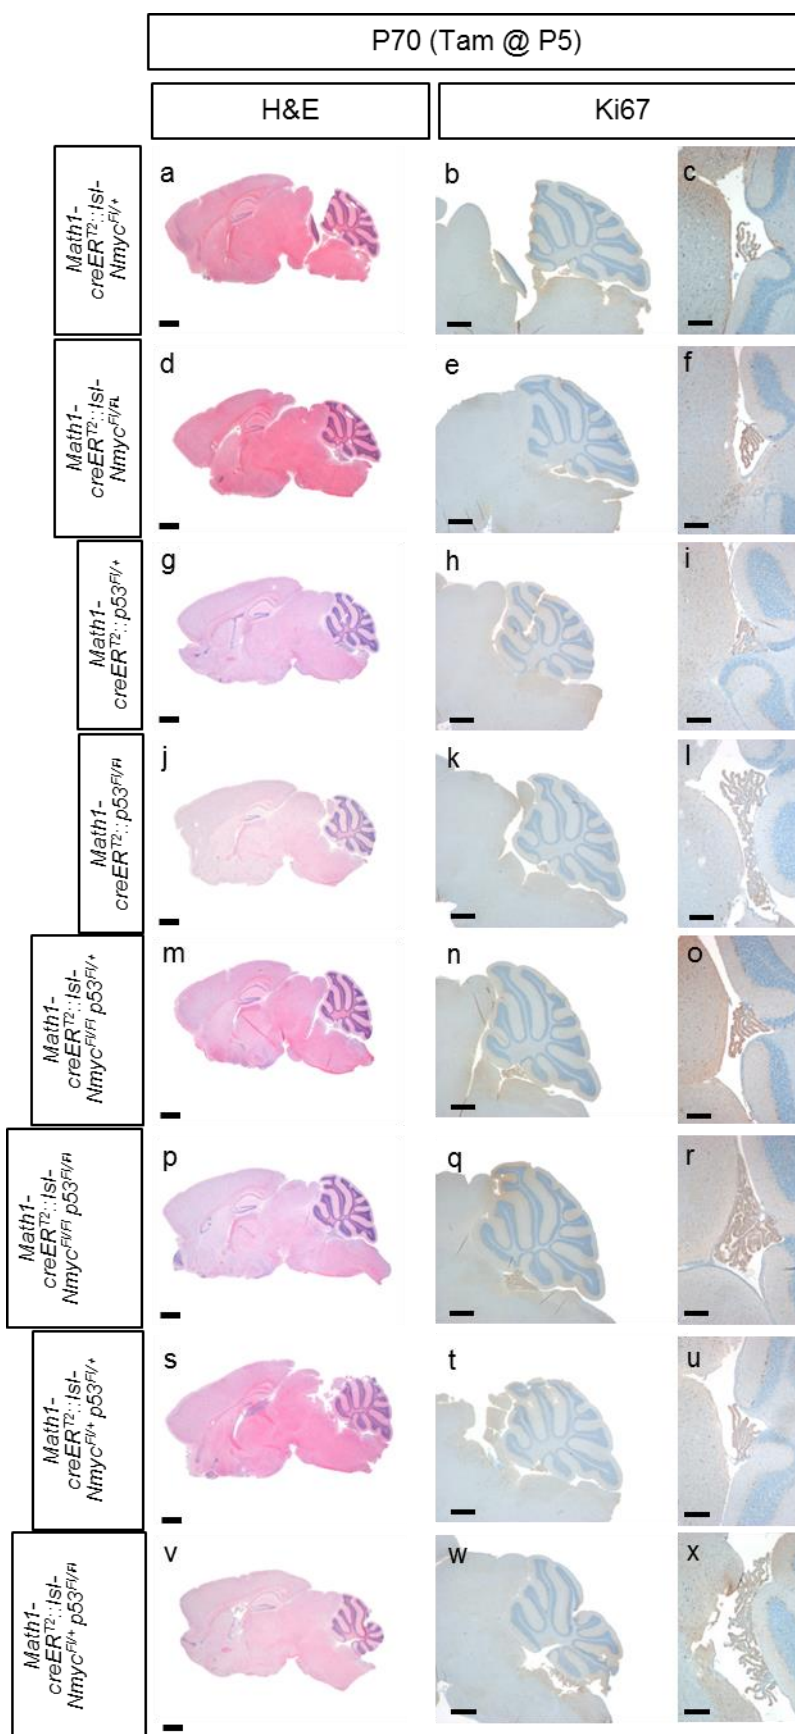 P70 (Tam @ P5)
H&E
Ki67
Math1-
creERT2::lsl-
NmycFl/+
a
b
c
Math1-
creERT2::lsl-
NmycFl/FL
d
e
f
Math1-
creERT2::p53Fl/+
g
h
i
Math1-
creERT2::p53Fl/Fl
j
k
l
Math1-
creERT2::lsl-
NmycFl/Fl p53Fl/+
m
n
o
Math1-
creERT2::lsl-
NmycFl/Fl p53Fl/Fl
p
q
r
Math1-
creERT2::lsl-
NmycFl/+ p53Fl/+
s
t
u
Math1-
creERT2::lsl-
NmycFl/+ p53Fl/Fl
v
w
x